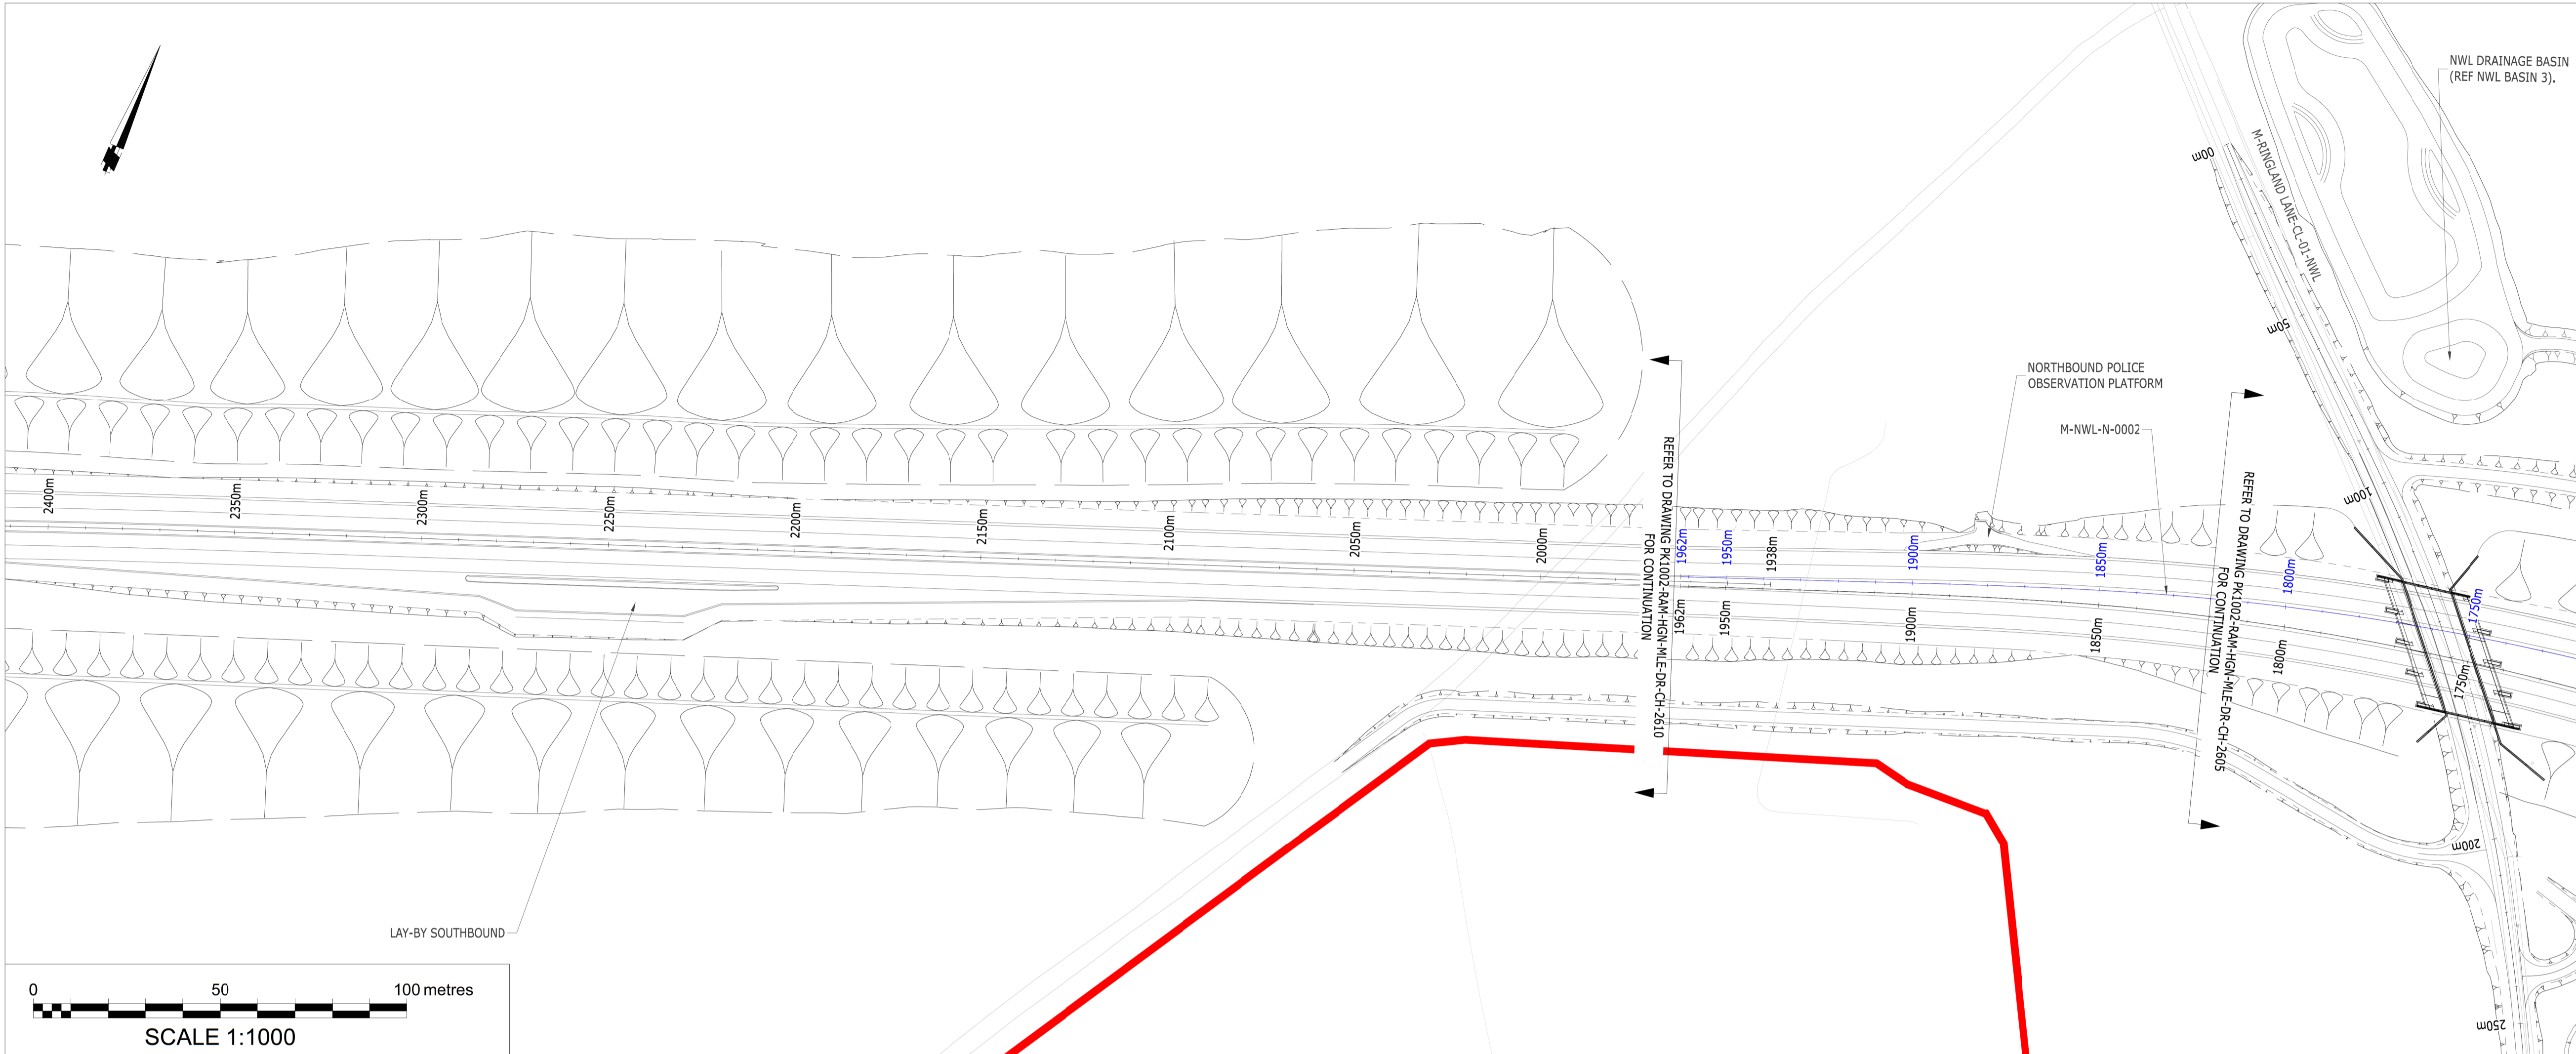 NWL DRAINAGE BASIN
(REF NWL BASIN 3).
M-RINGLAND LANE-CL-01-NWL
00m
50m
100m
200m
250m
NORTHBOUND POLICE
OBSERVATION PLATFORM
M-NWL-N-0002
REFER TO DRAWING PK1002-RAM-HGN-MLE-DR-CH-2610
FOR CONTINUATION
REFER TO DRAWING PK1002-RAM-HGN-MLE-DR-CH-2605
FOR CONTINUATION
2400m
2350m
2300m
2250m
2200m
2150m
2100m
2050m
2000m
1962m
1950m
1938m
1900m
1850m
1800m
1750m
1962m
1950m
1900m
1850m
1800m
1750m
LAY-BY SOUTHBOUND
0 50 100 metres
SCALE 1:1000